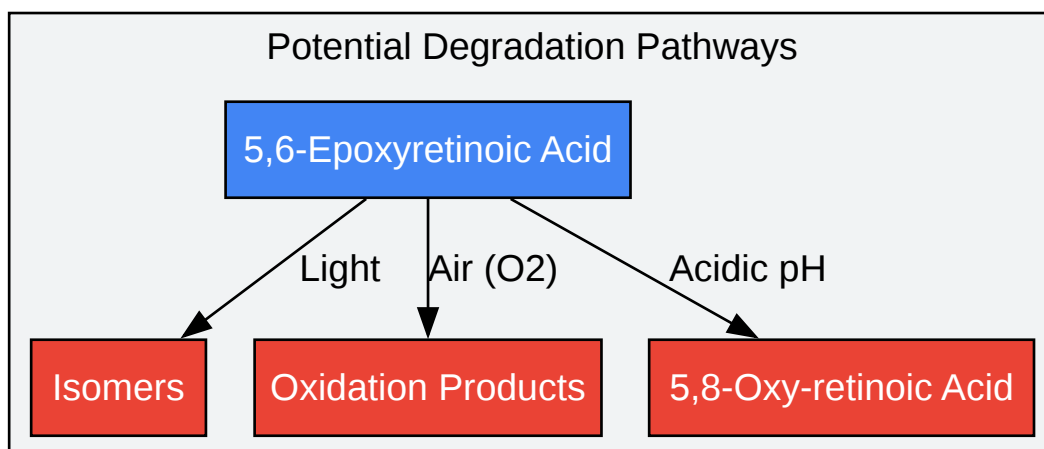 Potential Degradation Pathways
5,6-Epoxyretinoic Acid
Light
Air (O2)
Acidic pH
Isomers
Oxidation Products
5,8-Oxy-retinoic Acid